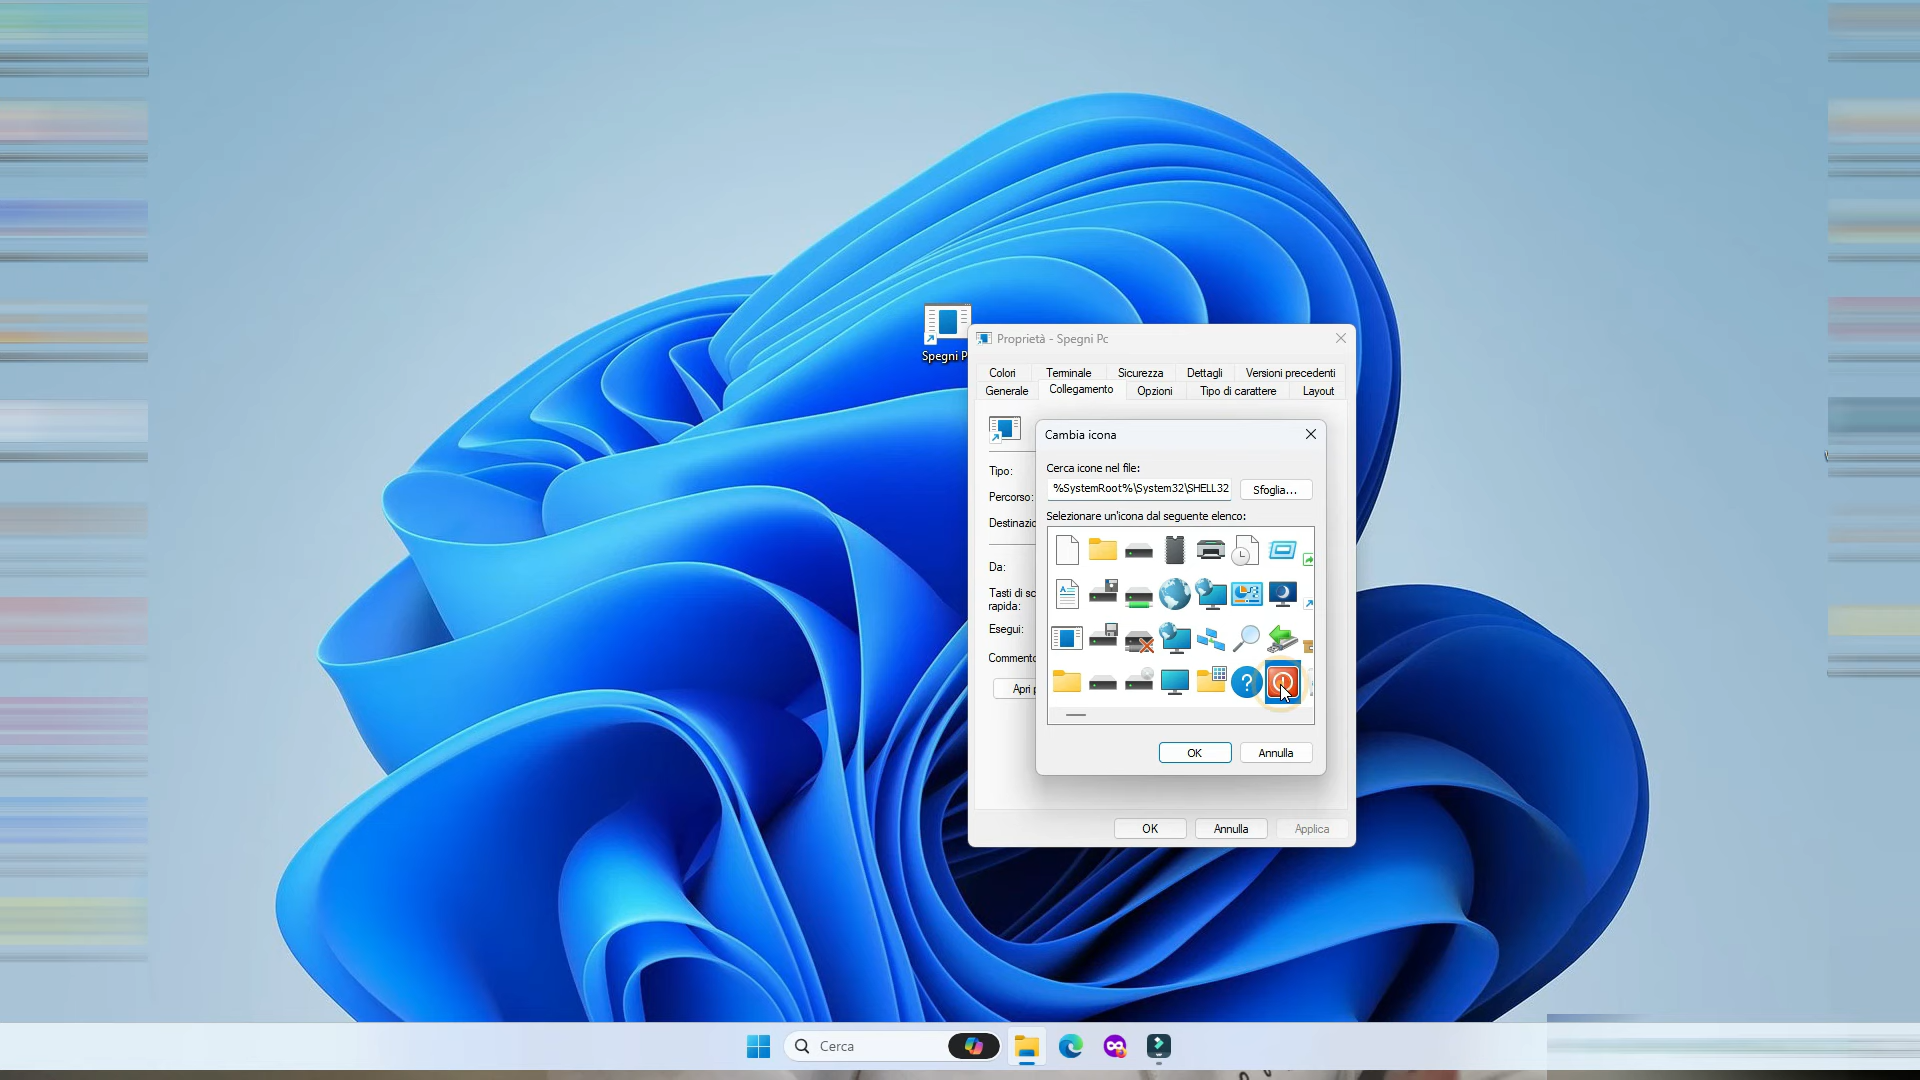 Spegni P
Proprietà - Spegni Pc
Colori
Terminale
Sicurezza
Dettagli
Versioni precedenti
Generale
Collegamento
Opzioni
Tipo di carattere
Layout
Tipo:
Percorso:
Destinazio
Da:
Tasti di sc
rapida:
Esegui:
Commento
Apri p
Cambia icona
Cerca icone nel file:
%SystemRoot%\System32\SHELL32
Sfoglia...
Selezionare un'icona dal seguente elenco:
OK
Annulla
OK
Annulla
Applica
Cerca